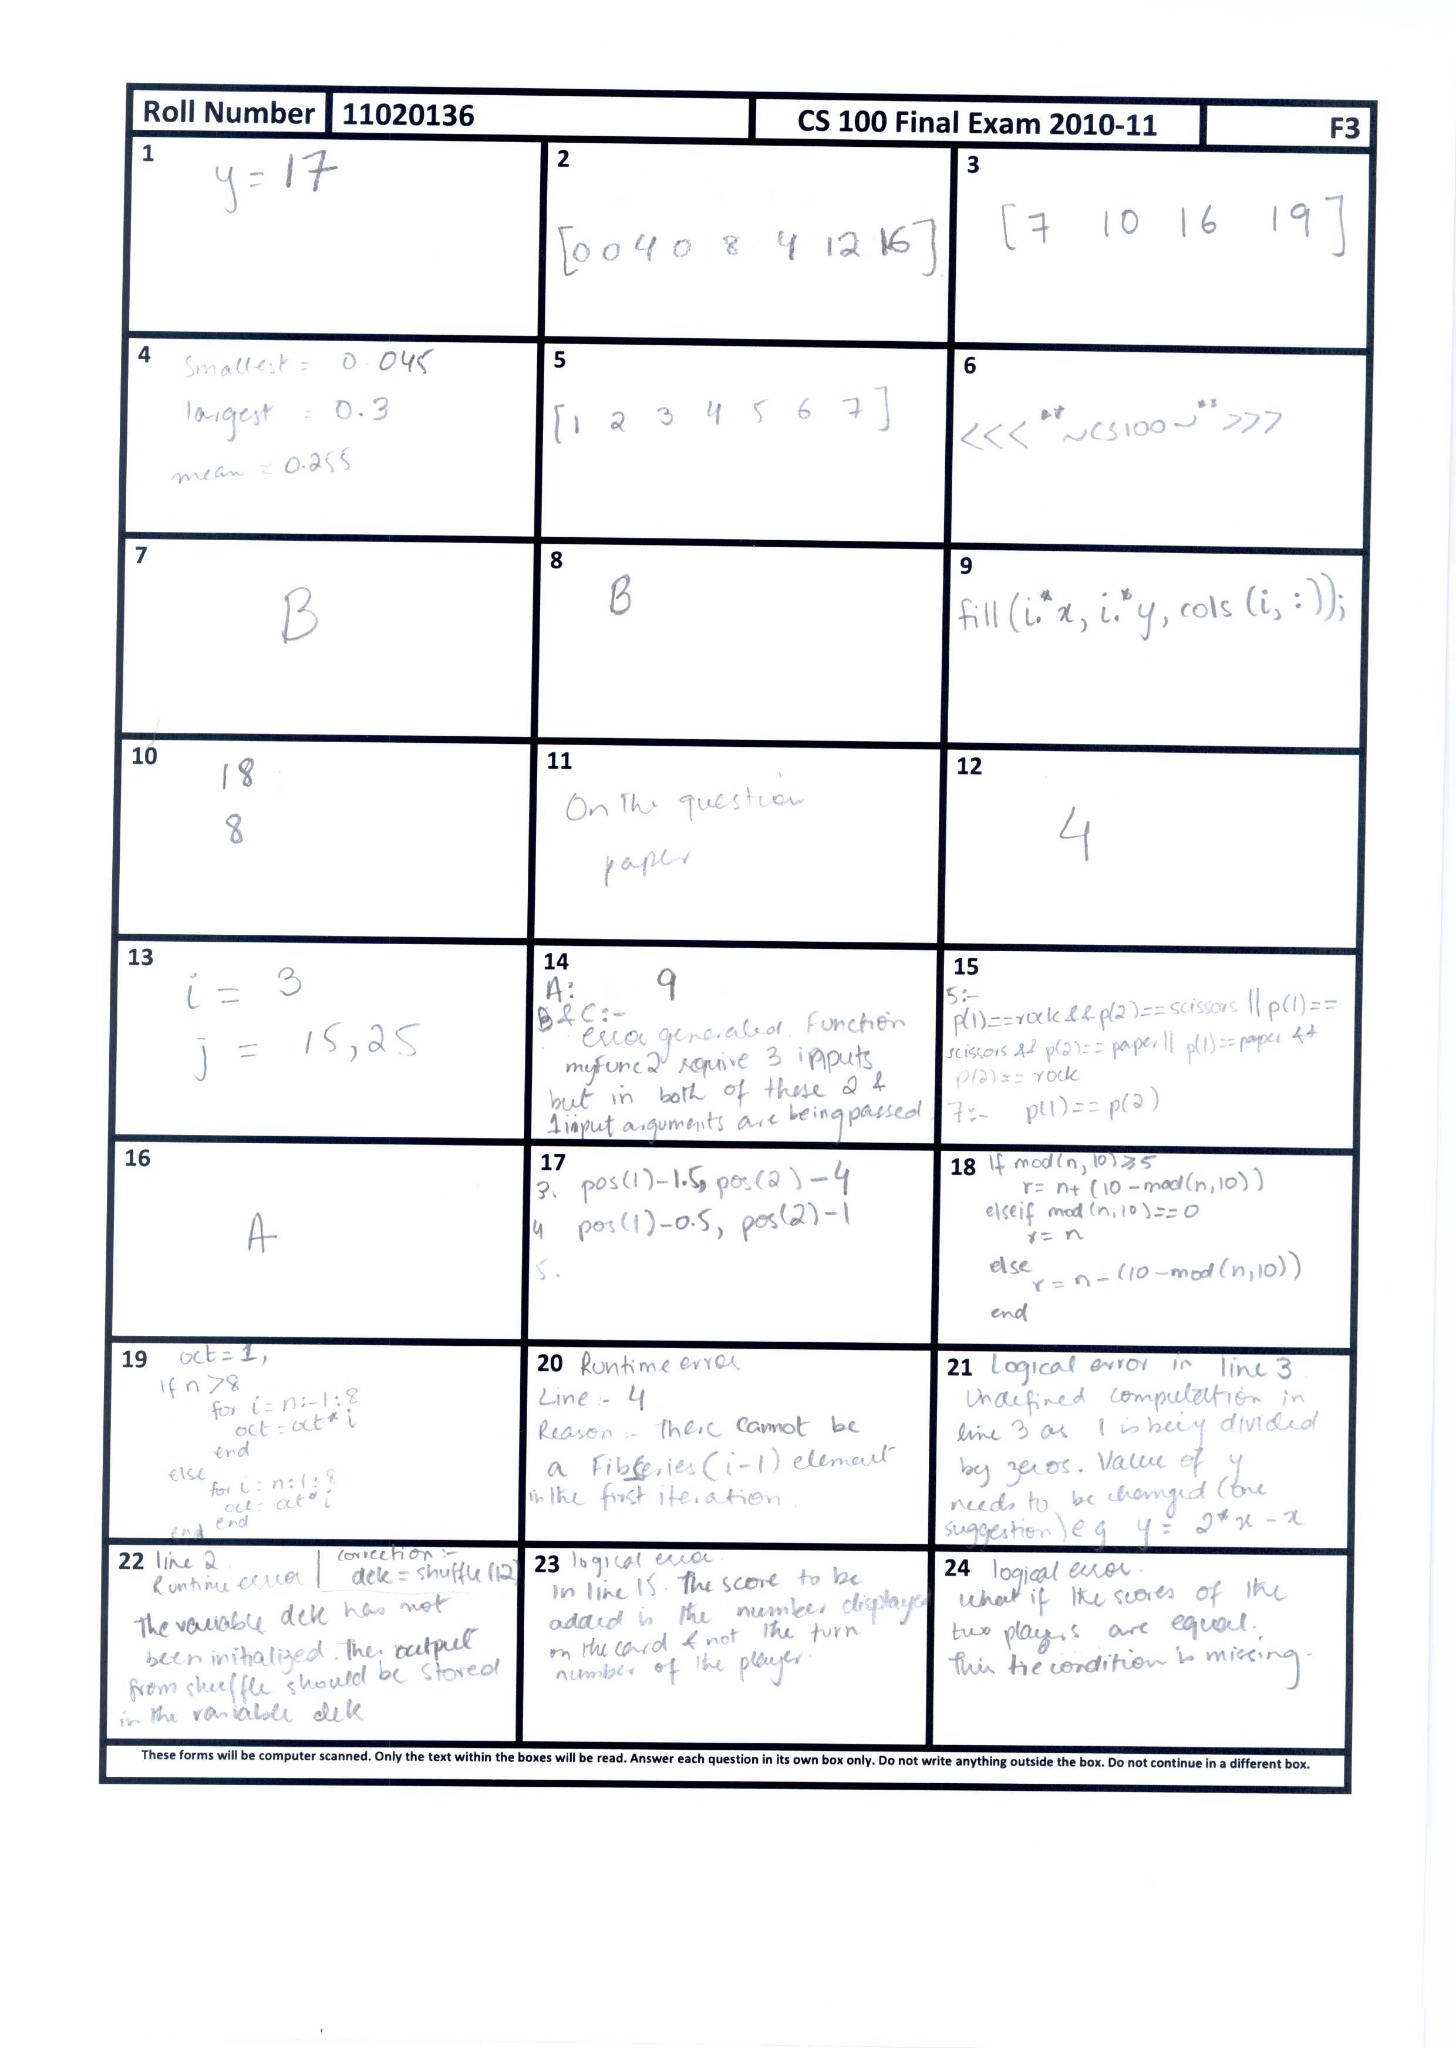 Roll Number 11020136 CS 100 Final Exam 2010-11 F3
1
y = 17
2
[0 0 4 0 8 4 12 16]
3
[7 10 16 19]
4
Smallest = 0.045
largest = 0.3
mean = 0.255
5
[1 2 3 4 5 6 7]
6
<<<**~CS100~**>>>
7
B
8
B
9
fill(i.*x, i.*y, cols(i,:));
10
18
8
11
On the question
paper
12
4
13
i = 3
j = 15,25
14
A: 9
B & C:-
error generated. Function
myfunc2 require 3 inputs
but in both of these 2 &
1 input arguments are being passed
15
5:-
p(1)==rock && p(2)==scissors || p(1)==
scissors && p(2)==paper || p(1)==paper &&
p(2)==rock
7:- p(1)==p(2)
16
A
17
3. pos(1)-1.5, pos(2)-4
4 pos(1)-0.5, pos(2)-1
5.
18 If mod(n,10)≥5
r= n+ (10-mod(n,10))
elseif mod(n,10)==0
r= n
else
r= n-(10-mod(n,10))
end
19 oct=1,
If n>8
for i=n:-1:8
oct=oct*i
end
else
for i=n:1:8
oct=oct*i
end
end
20 Runtime error
Line:- 4
Reason:- there cannot be
a FibSeries(i-1) element
in the first iteration.
21 Logical error in line 3
Undefined computation in
line 3 as 1 is being divided
by zeros. Value of y
needs to be changed (one
suggestion) eg y = 2*x-x
22 line 2
Runtime error
correction:-
dek=shuffle(12)
The variable dek has not
been initialized. The output
from shuffle should be stored
in the variable dek
23 logical error.
In line 15. The score to be
added is the number displayed
on the card & not the turn
number of the player.
24 logical error.
What if the scores of the
two players are equal.
This tie condition is missing.
These forms will be computer scanned. Only the text within the boxes will be read. Answer each question in its own box only. Do not write anything outside the box. Do not continue in a different box.